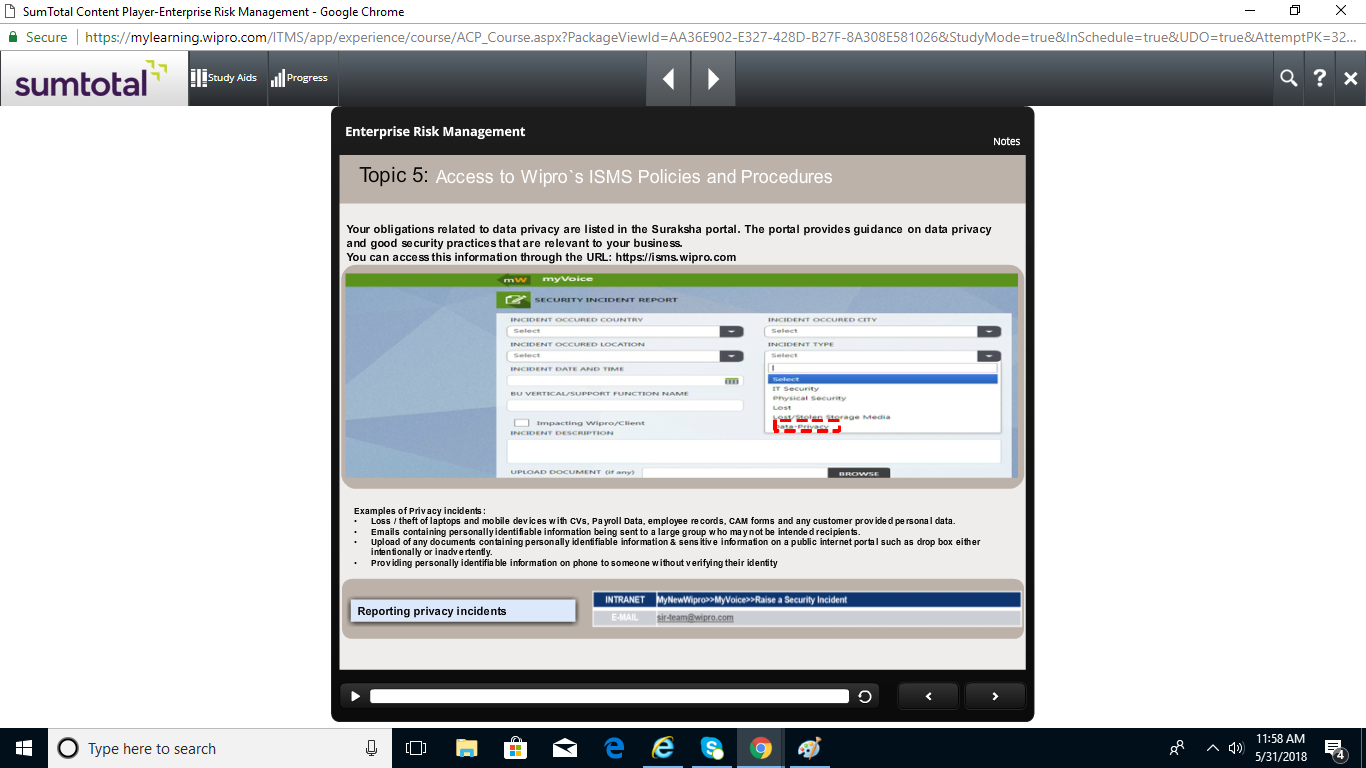 SumTotal Content Player-Enterprise Risk Management - Google Chrome
Secure https://mylearning.wipro.com/ITMS/app/experience/course/ACP_Course.aspx?PackageViewId=AA36E902-E327-428D-B27F-8A308E581026&StudyMode=true&InSchedule=true&UDO=true&AttemptPK=32...
sumtotal Study Aids Progress
Enterprise Risk Management
Notes
Topic 5: Access to Wipro`s ISMS Policies and Procedures
Your obligations related to data privacy are listed in the Suraksha portal. The portal provides guidance on data privacy
and good security practices that are relevant to your business.
You can access this information through the URL: https://isms.wipro.com
mW myVoice
SECURITY INCIDENT REPORT
INCIDENT OCCURED COUNTRY INCIDENT OCCURED CITY
Select Select
INCIDENT OCCURED LOCATION INCIDENT TYPE
Select Select
INCIDENT DATE AND TIME
Select
IT Security
BU VERTICAL/SUPPORT FUNCTION NAME
Physical Security
Lost
Lost/Stolen Storage Media
Impacting Wipro/Client
Data-Privacy
INCIDENT DESCRIPTION
UPLOAD DOCUMENT (if any) BROWSE
Examples of Privacy incidents:
• Loss / theft of laptops and mobile devices with CVs, Payroll Data, employee records, CAM forms and any customer provided personal data.
• Emails containing personally identifiable information being sent to a large group who may not be intended recipients.
• Upload of any documents containing personally identifiable information & sensitive information on a public internet portal such as drop box either
intentionally or inadvertently.
• Providing personally identifiable information on phone to someone without verifying their identity
Reporting privacy incidents
INTRANET MyNewWipro>>MyVoice>>Raise a Security Incident
E-MAIL sir-team@wipro.com
Type here to search
11:58 AM
5/31/2018
4